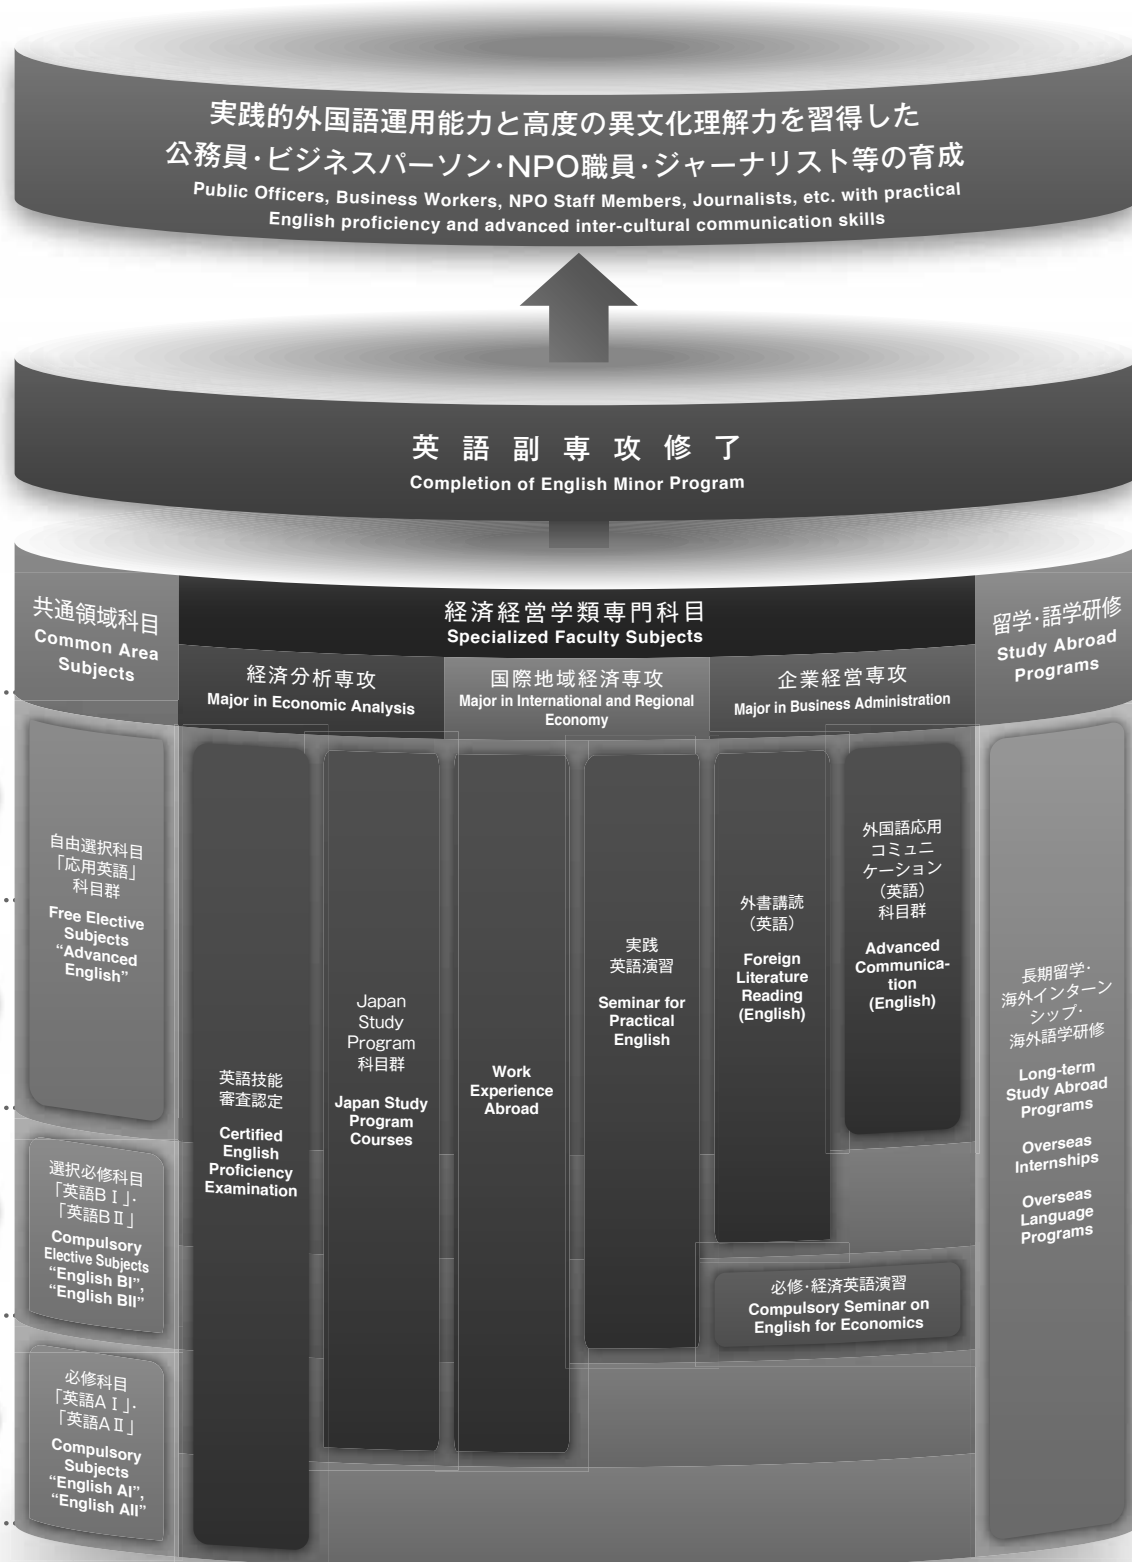 実践的外国語運用能力と高度の異文化理解力を習得した
公務員・ビジネスパーソン・NPO職員・ジャーナリスト等の育成
Public Officers, Business Workers, NPO Staff Members, Journalists, etc. with practical
English proficiency and advanced inter-cultural communication skills
英語副専攻修了
Completion of English Minor Program
共通領域科目
Common Area
Subjects
経済経営学類専門科目
Specialized Faculty Subjects
経済分析専攻
Major in Economic Analysis
国際地域経済専攻
Major in International and Regional
Economy
企業経営専攻
Major in Business Administration
留学・語学研修
Study Abroad
Programs
自由選択科目
「応用英語」
科目群
Free Elective
Subjects
“Advanced
English”
選択必修科目
「英語BⅠ」・
「英語BⅡ」
Compulsory
Elective Subjects
“English BI”,
“English BII”
必修科目
「英語AⅠ」・
「英語AⅡ」
Compulsory
Subjects
“English AI”,
“English AII”
英語技能
審査認定
Certified
English
Proficiency
Examination
Japan
Study
Program
科目群
Japan Study
Program
Courses
Work
Experience
Abroad
実践
英語演習
Seminar for
Practical
English
外書講読
（英語）
Foreign
Literature
Reading
(English)
外国語応用
コミュニ
ケーション
（英語）
科目群
Advanced
Communica-
tion
(English)
必修・経済英語演習
Compulsory Seminar on
English for Economics
長期留学・
海外インターン
シップ・
海外語学研修
Long-term
Study Abroad
Programs
Overseas
Internships
Overseas
Language
Programs